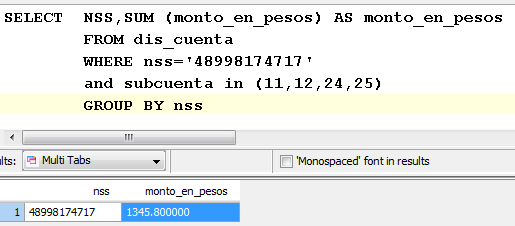 SELECT NSS,SUM (monto_en_pesos) AS monto_en_pesos
FROM dis_cuenta
WHERE nss='48998174717'
and subcuenta in (11,12,24,25)
GROUP BY nss
lts: Multi Tabs 'Monospaced' font in results
nss monto_en_pesos
1 48998174717 1345.800000